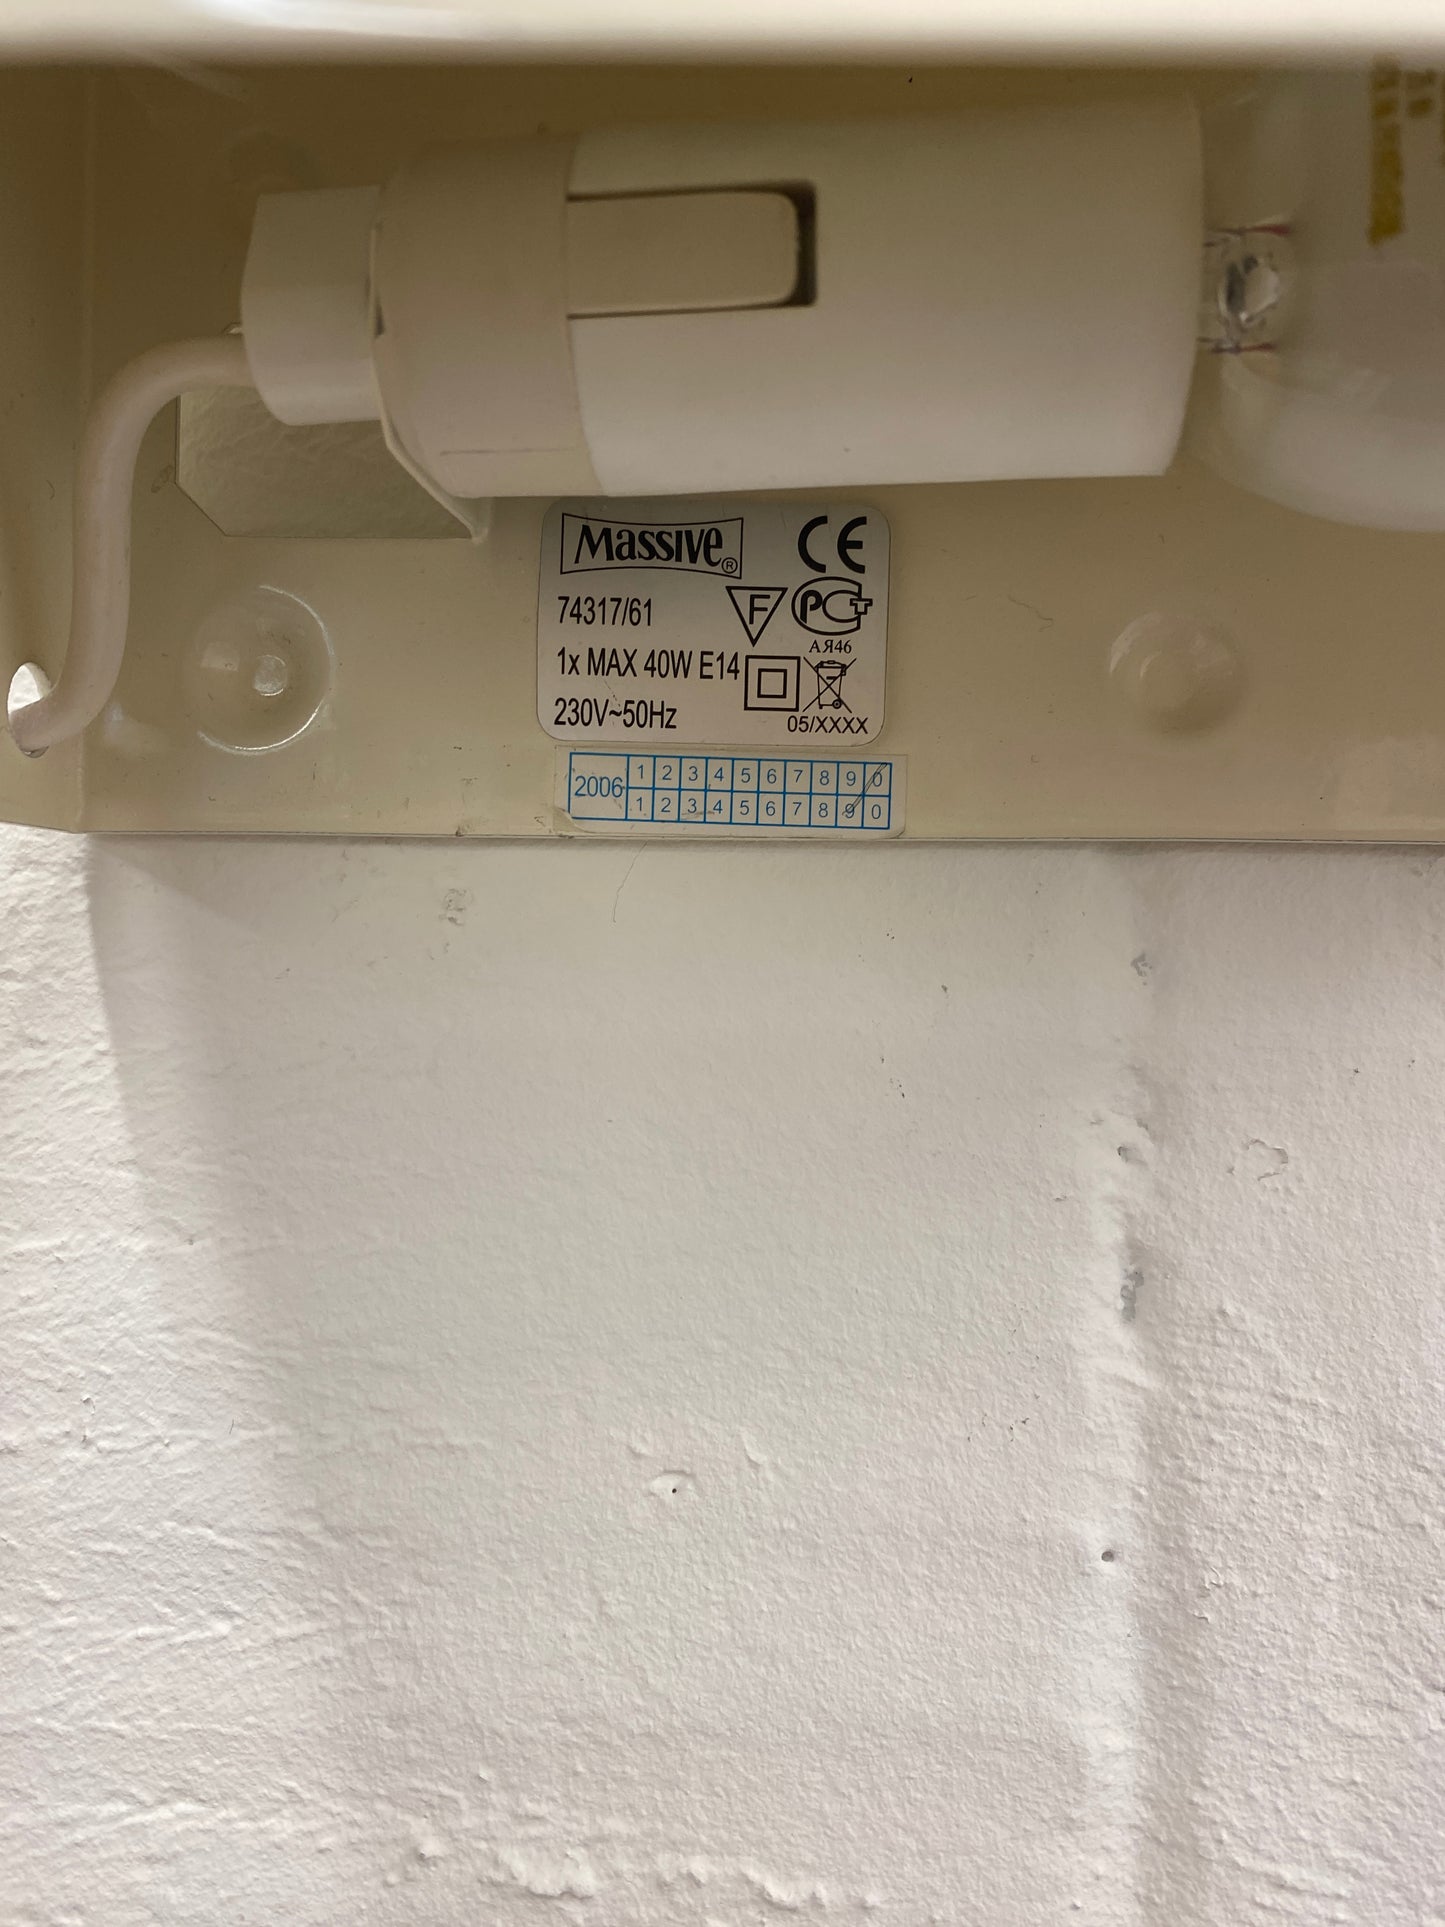 Massive®
CE
74317/61
F
PCT
АЯ46
1x MAX 40W E14
230V~50Hz
05/XXXX
2006
1 2 3 4 5 6 7 8 9 0
1 2 3 4 5 6 7 8 9 0